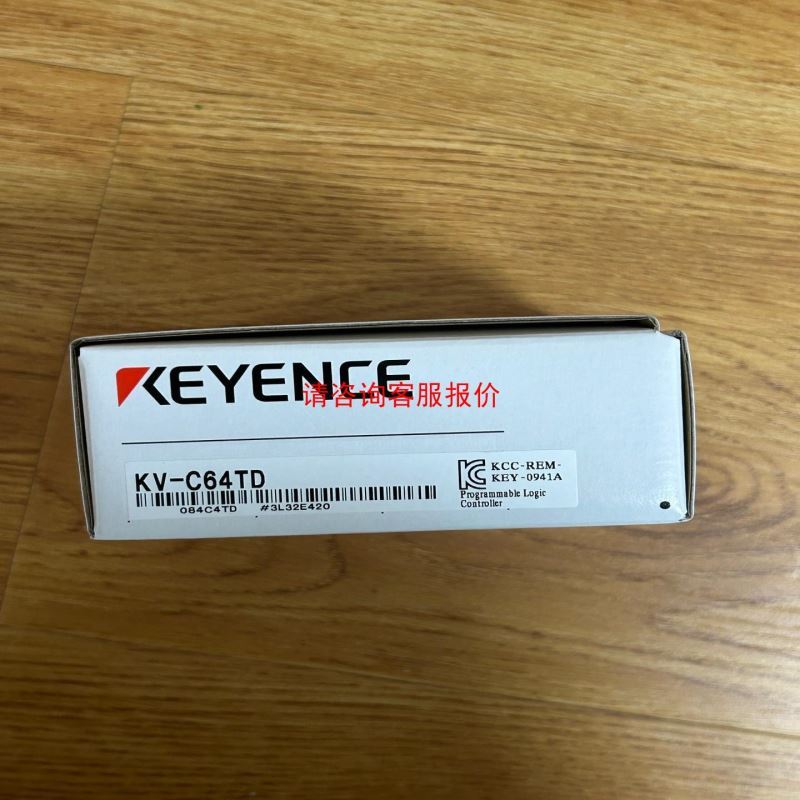 KEYENCE
请咨询客服报价
KV-C64TD
084C4TD #3L32E420
KCC-REM-
KEY-0941A
Programmable Logic
Controller